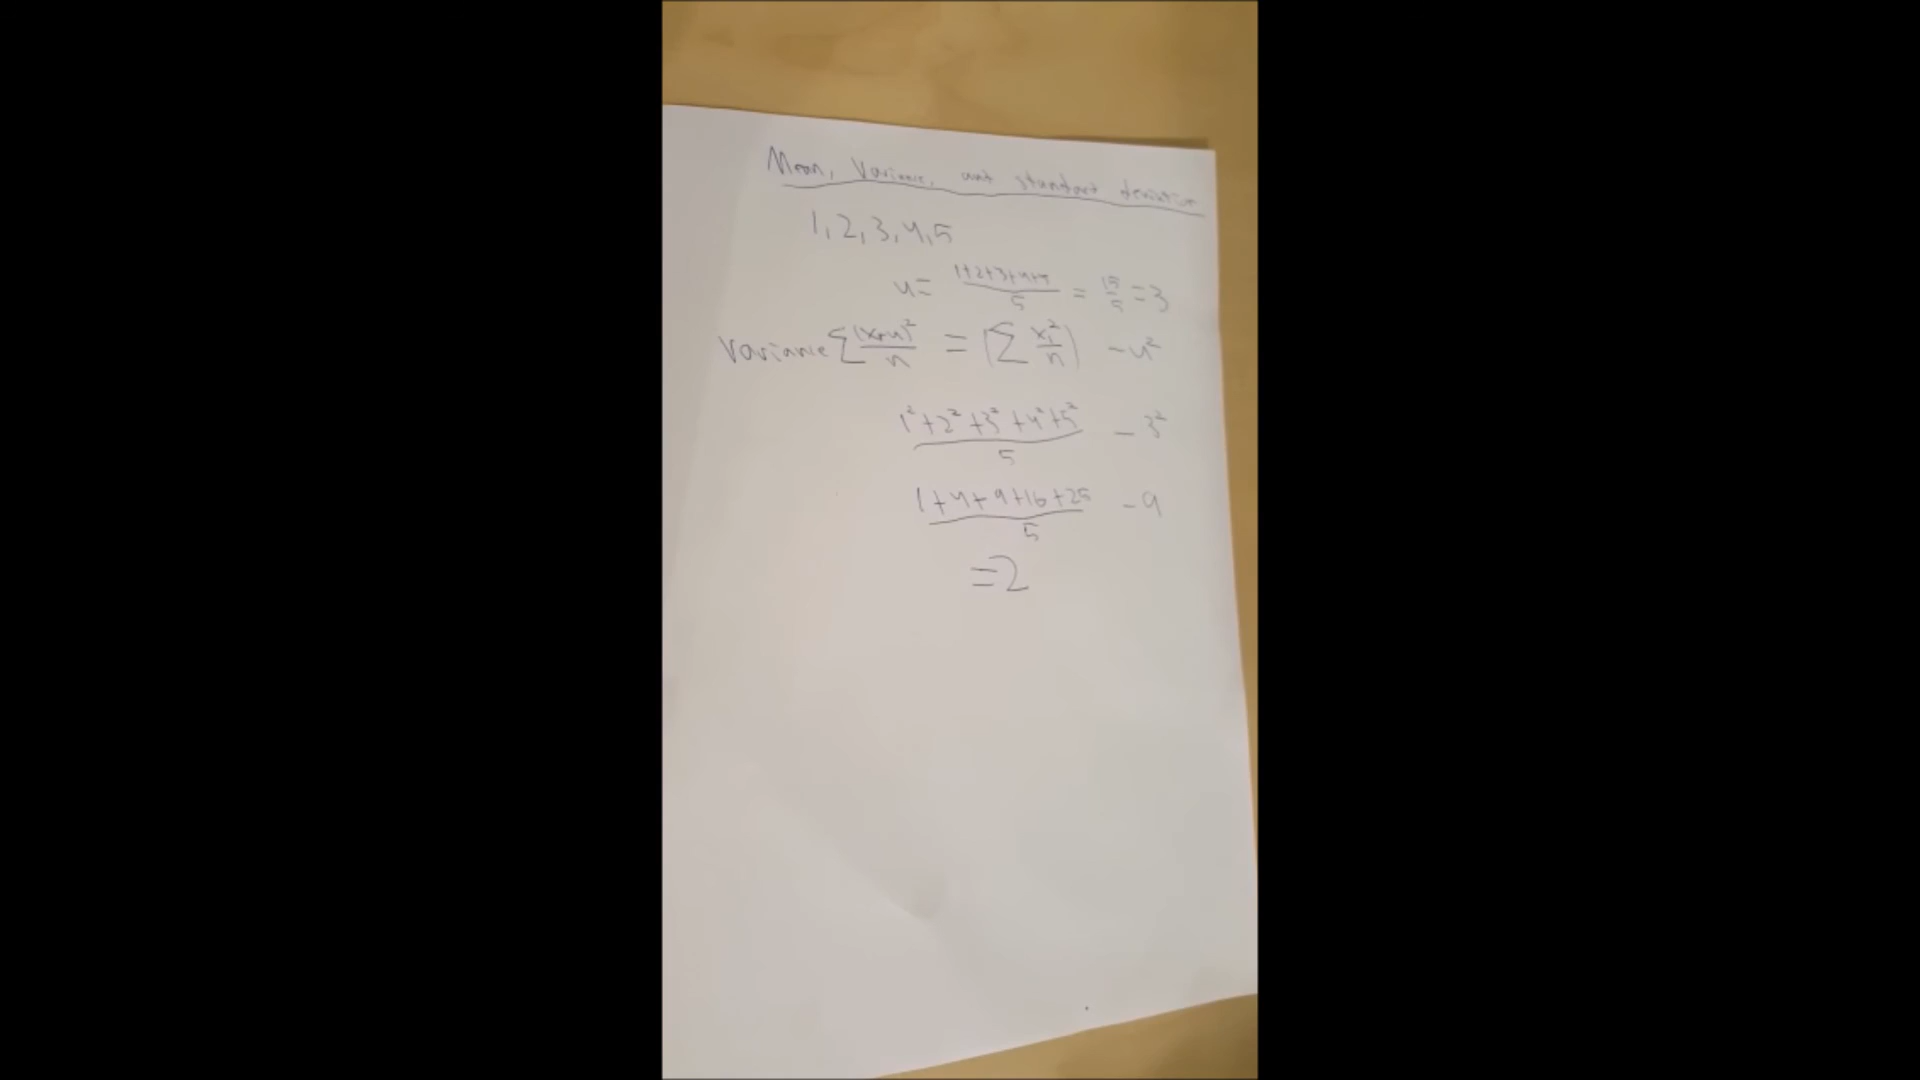 Mean, Variance, and standard deviation
1, 2, 3, 4, 5
u = 1+2+3+4+5 / 5 = 15/5 = 3
Variance Σ (x-u)² / n = (Σ xᵢ² / n) - u²
1² + 2² + 3² + 4² + 5² / 5 - 3²
1 + 4 + 9 + 16 + 25 / 5 - 9
= 2